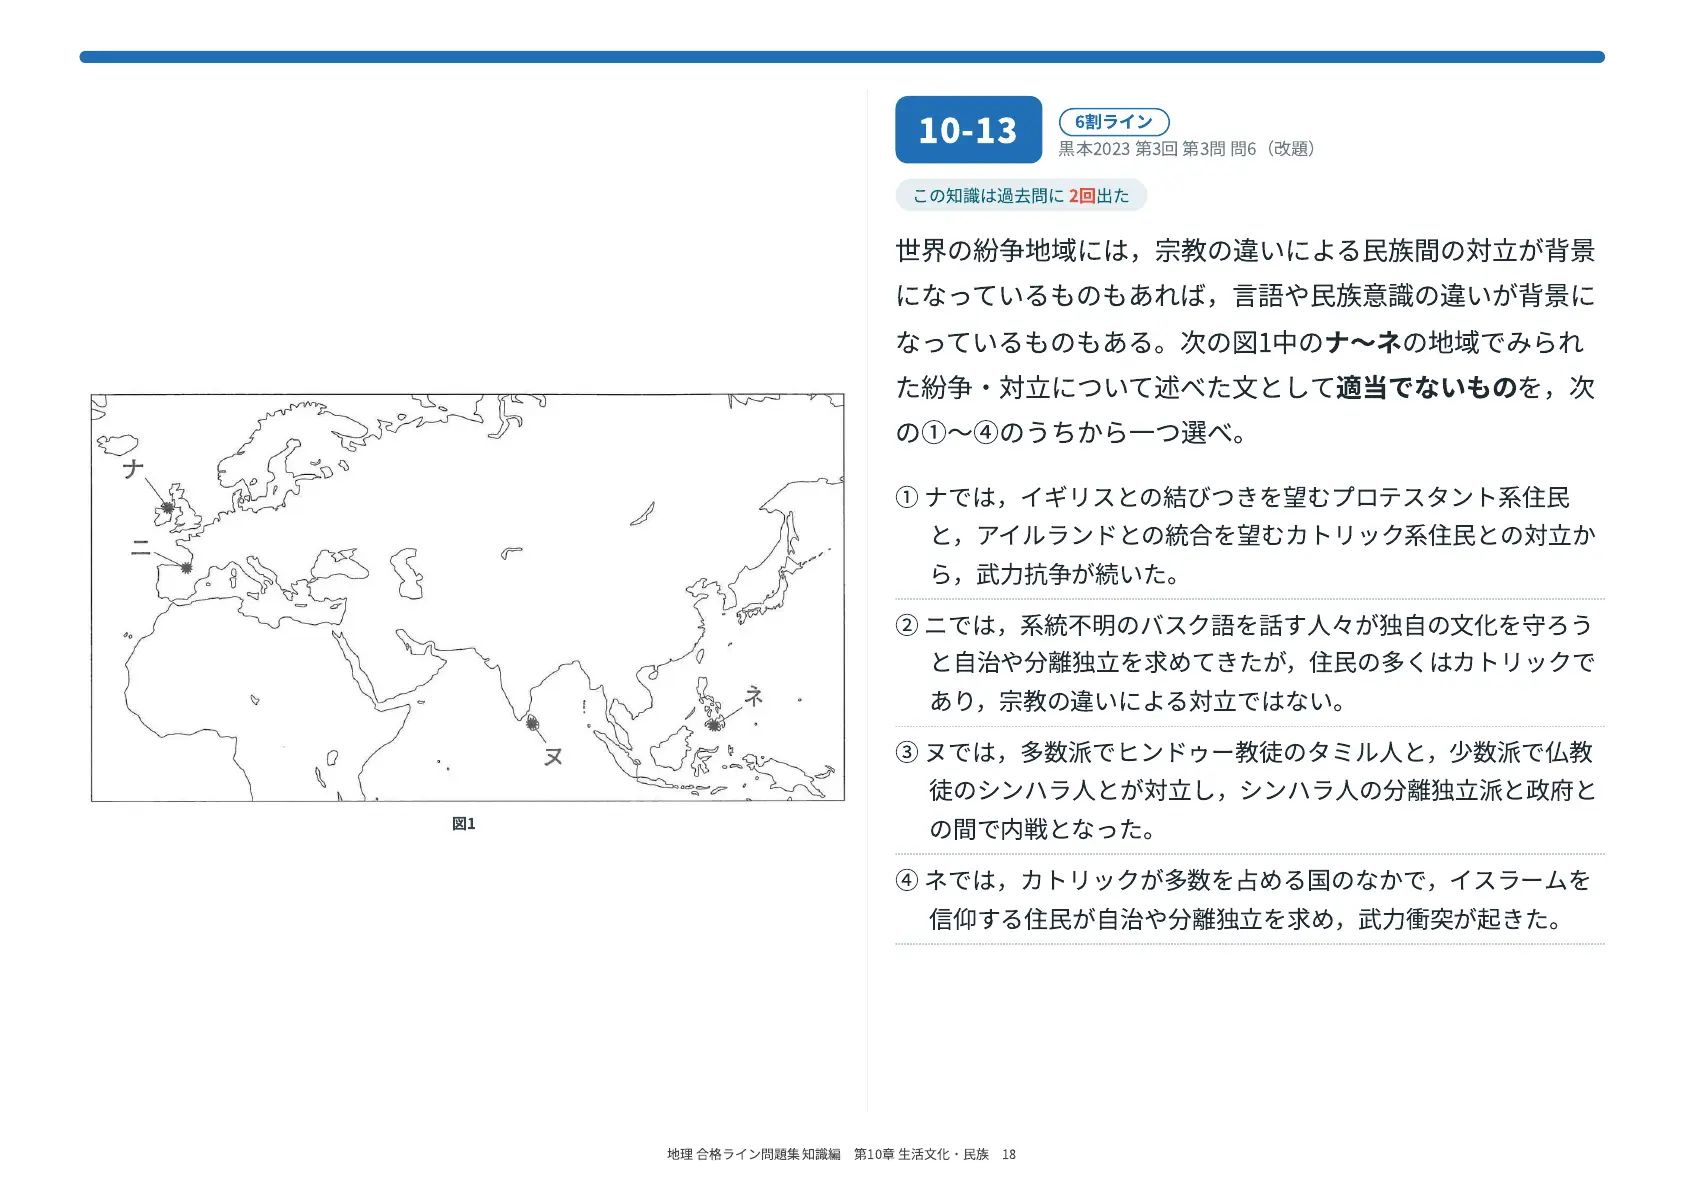 10-13
6割ライン
黒本2023 第3回 第3問 問6（改題）
この知識は過去問に 2回出た
世界の紛争地域には，宗教の違いによる民族間の対立が背景
になっているものもあれば，言語や民族意識の違いが背景に
なっているものもある。次の図1中のナ～ネの地域でみられ
た紛争・対立について述べた文として適当でないものを，次
の①～④のうちから一つ選べ。
① ナでは，イギリスとの結びつきを望むプロテスタント系住民
と，アイルランドとの統合を望むカトリック系住民との対立か
ら，武力抗争が続いた。
② ニでは，系統不明のバスク語を話す人々が独自の文化を守ろう
と自治や分離独立を求めてきたが，住民の多くはカトリックで
あり，宗教の違いによる対立ではない。
③ ヌでは，多数派でヒンドゥー教徒のタミル人と，少数派で仏教
徒のシンハラ人とが対立し，シンハラ人の分離独立派と政府と
の間で内戦となった。
④ ネでは，カトリックが多数を占める国のなかで，イスラームを
信仰する住民が自治や分離独立を求め，武力衝突が起きた。
ナ
ニ
ネ
ヌ
図1
地理 合格ライン問題集 知識編　第10章 生活文化・民族　18